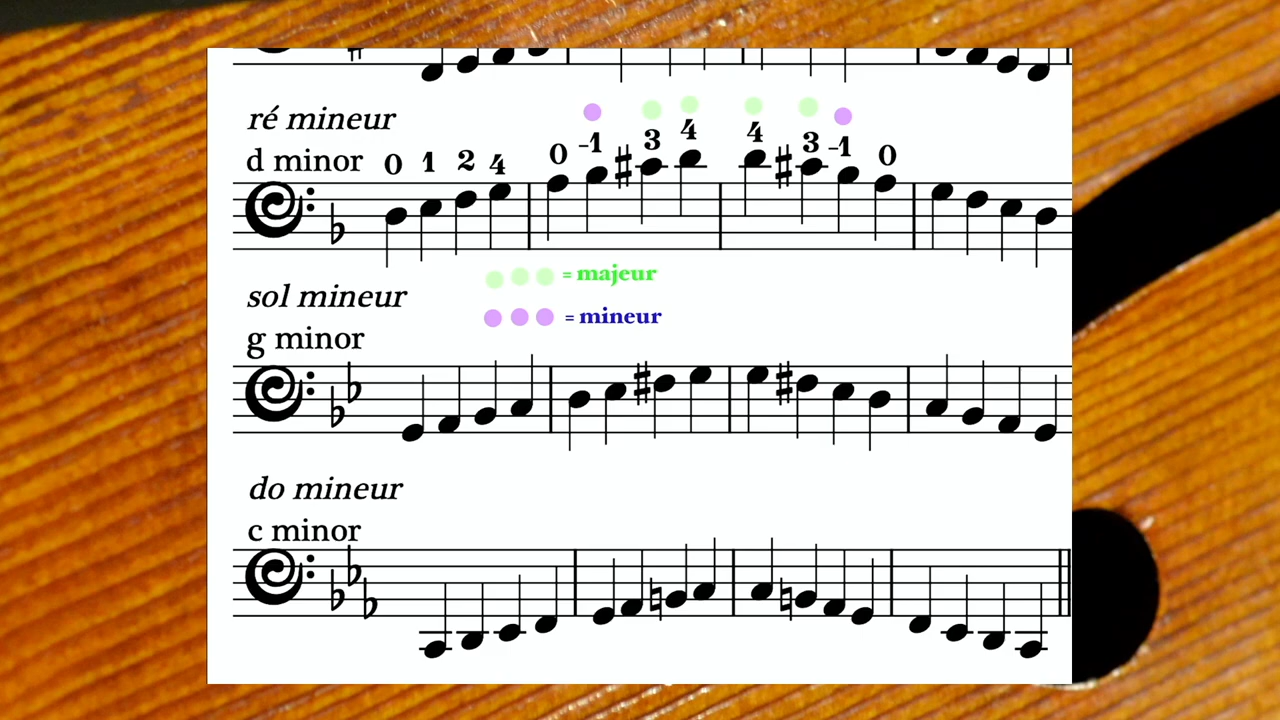 ré mineur
d minor 0 1 2 4 0 -1 3 4 4 3 -1 0
= majeur
sol mineur
= mineur
g minor
do mineur
c minor